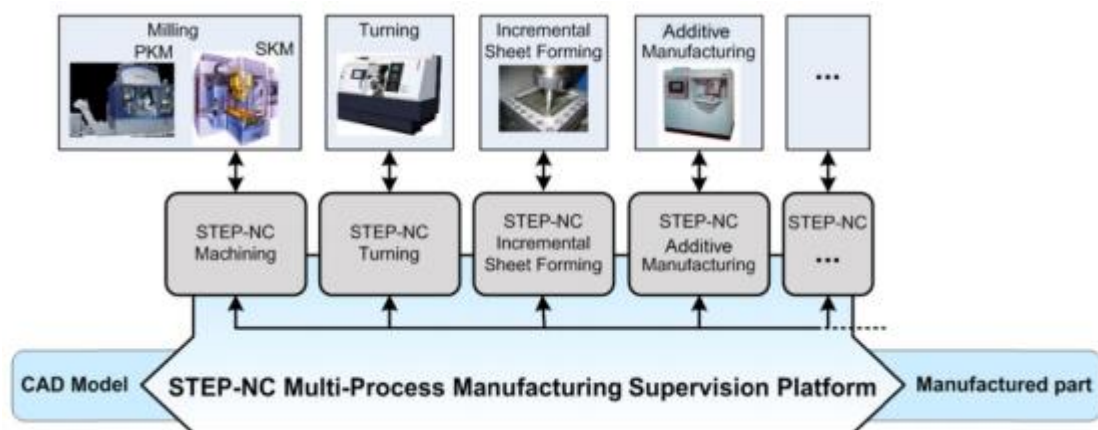 Milling
PKM
SKM
Turning
Incremental
Sheet Forming
Additive
Manufacturing
...
STEP-NC
Machining
STEP-NC
Turning
STEP-NC
Incremental
Sheet Forming
STEP-NC
Additive
Manufacturing
STEP-NC
...
CAD Model
STEP-NC Multi-Process Manufacturing Supervision Platform
Manufactured part